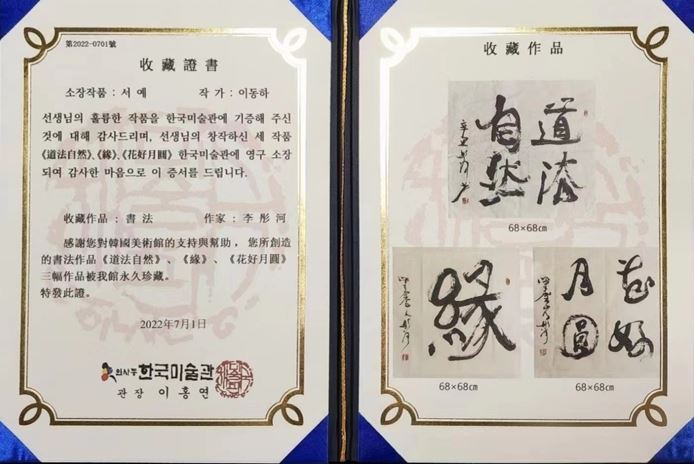 第2022-0701號
收藏證書
소장작품 : 서 예 작 가 : 이동하
선생님의 훌륭한 작품을 한국미술관에 기증해 주신
것에 대해 감사드리며, 선생님의 창작하신 세 작품
《道法自然》、《緣》、《花好月圓》 한국미술관에 영구 소장
되여 감사한 마음으로 이 증서를 드립니다.
收藏作品 : 書 法 作家 : 李 彤 河
感謝您對韓國美術館的支持與幫助， 您所創造
的書法作品《道法自然》、《緣》、《花好月圓》
三幅作品被我館永久珍藏。
特發此證。
2022年7月1日
인사동 한국미술관
관 장 이 홍 연
收 藏 作 品
道法
自然
68×68㎝
緣
68×68㎝
花好
月圓
68×68㎝